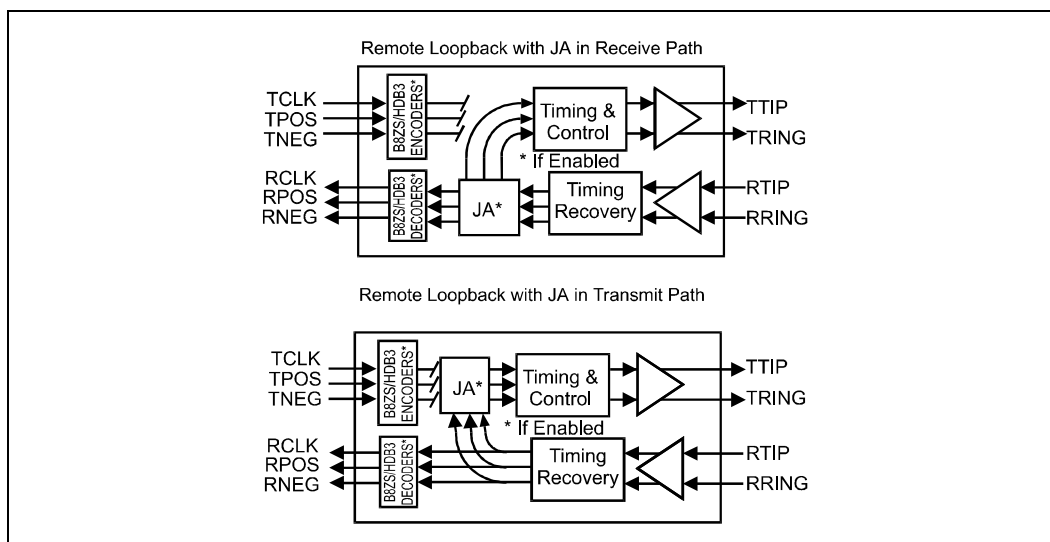 Remote Loopback with JA in Receive Path
TCLK
TPOS
TNEG
B8ZS/HDB3
ENCODERS*
Timing &
Control
TTIP
TRING
* If Enabled
RCLK
RPOS
RNEG
B8ZS/HDB3
DECODERS*
JA*
Timing
Recovery
RTIP
RRING
Remote Loopback with JA in Transmit Path
TCLK
TPOS
TNEG
B8ZS/HDB3
ENCODERS*
JA*
Timing &
Control
TTIP
TRING
* If Enabled
RCLK
RPOS
RNEG
B8ZS/HDB3
DECODERS*
Timing
Recovery
RTIP
RRING